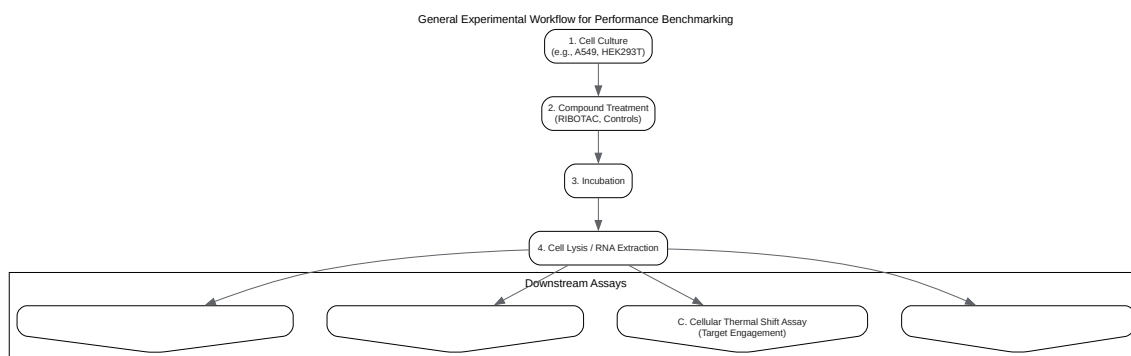 General Experimental Workflow for Performance Benchmarking
1. Cell Culture
(e.g., A549, HEK293T)
2. Compound Treatment
(RIBOTAC, Controls)
3. Incubation
4. Cell Lysis / RNA Extraction
Downstream Assays
C. Cellular Thermal Shift Assay
(Target Engagement)